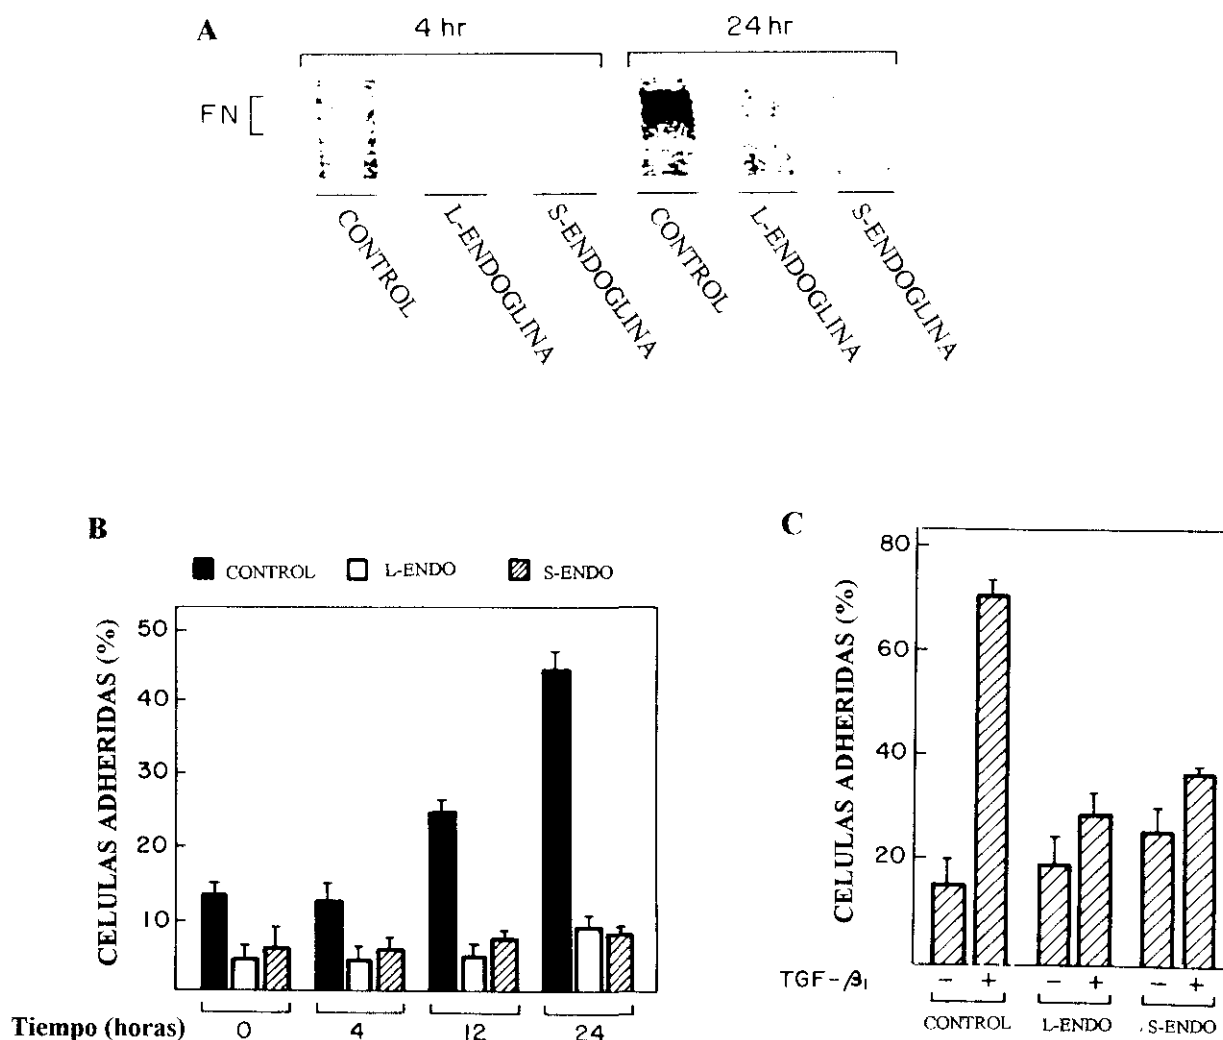 A
4 hr
24 hr
FN
CONTROL
L-ENDOGLINA
S-ENDOGLINA
CONTROL
L-ENDOGLINA
S-ENDOGLINA
B
CONTROL
L-ENDO
S-ENDO
CELULAS ADHERIDAS (%)
50
40
30
20
10
Tiempo (horas)
0
4
12
24
C
CELULAS ADHERIDAS (%)
80
60
40
20
TGF-β₁
- + - + - +
CONTROL
L-ENDO
S-ENDO